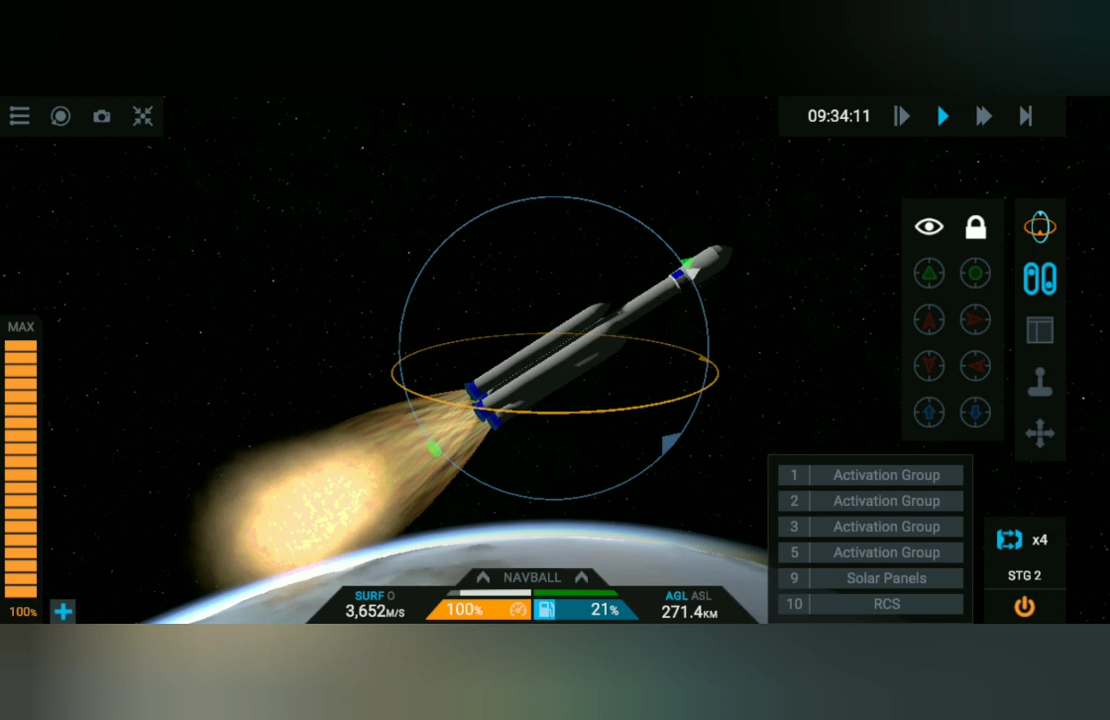 09:34:11
MAX
1 Activation Group
2 Activation Group
3 Activation Group
5 Activation Group
9 Solar Panels
10 RCS
x4
STG 2
NAVBALL
SURF O
3,652M/S
100%
21%
AGL ASL
271.4KM
100%